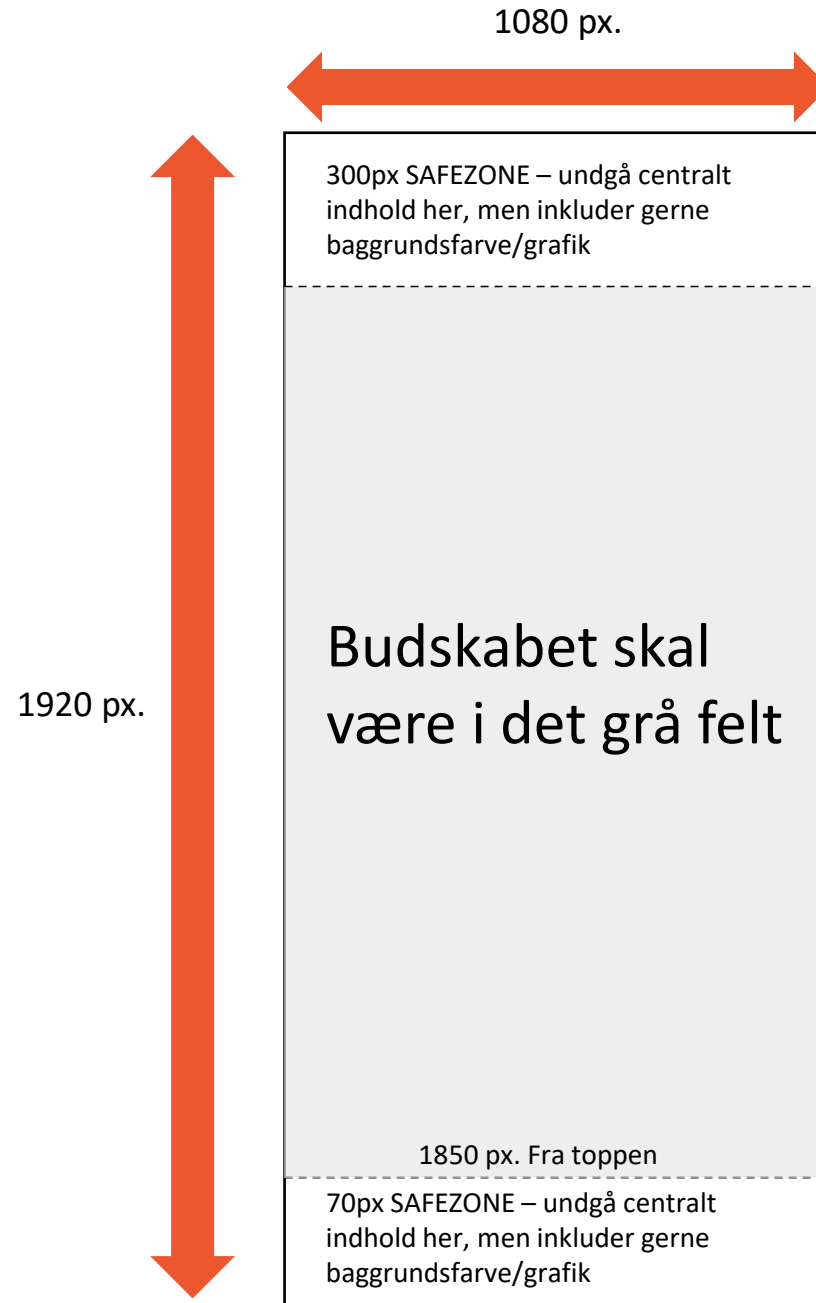 1080 px.
300px SAFEZONE – undgå centralt
indhold her, men inkluder gerne
baggrundsfarve/grafik
Budskabet skal
være i det grå felt
1920 px.
1850 px. Fra toppen
70px SAFEZONE – undgå centralt
indhold her, men inkluder gerne
baggrundsfarve/grafik